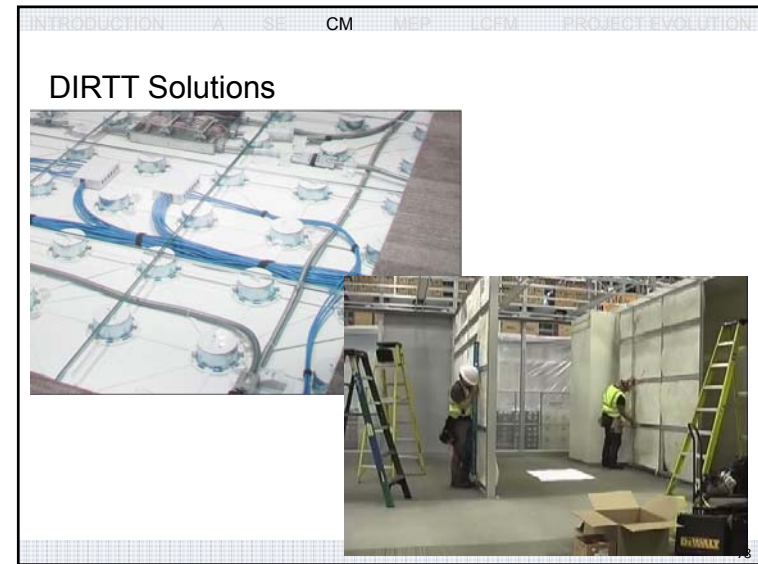 INTRODUCTION A SE CM MEP LCFM PROJECT EVOLUTION
DIRTT Solutions
DEWALT